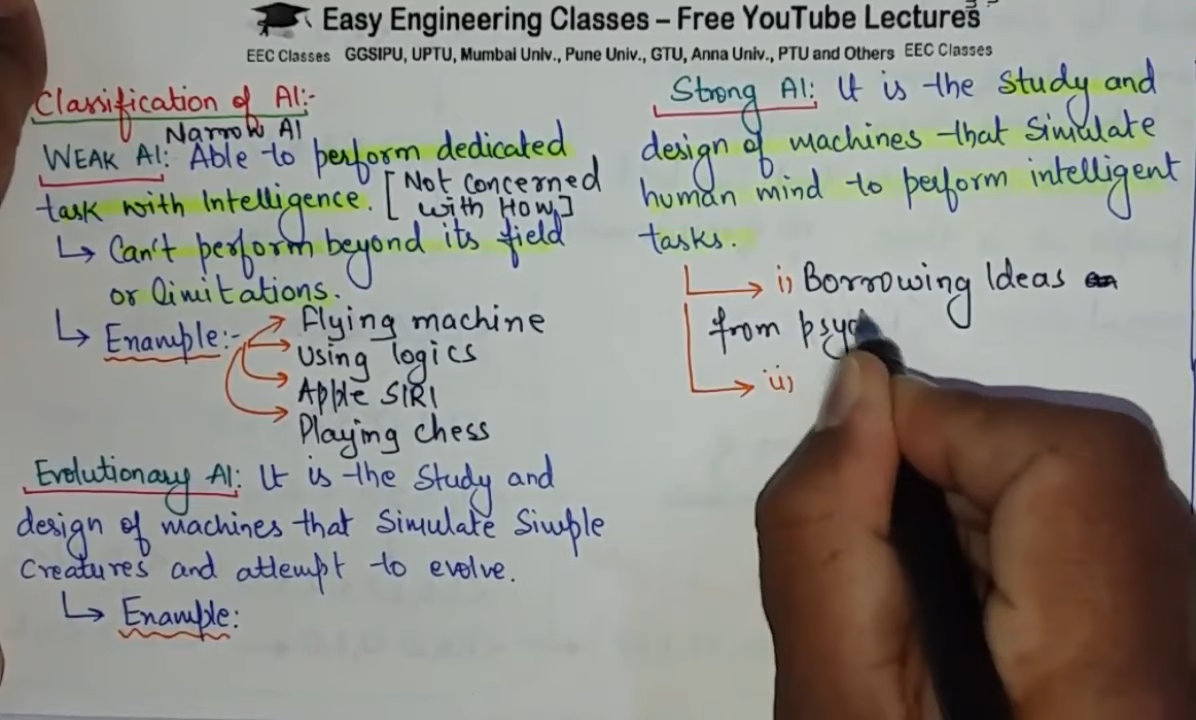 Easy Engineering Classes – Free YouTube Lectures
EEC Classes GGSIPU, UPTU, Mumbai Univ., Pune Univ., GTU, Anna Univ., PTU and Others EEC Classes
Classification of AI:-
Narrow AI
WEAK AI: Able to perform dedicated
task with Intelligence. [Not Concerned
with How]
↳ Can't perform beyond its field
or limitations.
↳ Example:-
Flying machine
Using logics
Apple SIRI
Playing chess
Evolutionary AI: It is the Study and
design of machines that Simulate Simple
Creatures and attempt to evolve.
↳ Example:
Strong AI: It is the Study and
design of machines that Simulate
human mind to perform intelligent
tasks.
i) Borrowing Ideas
from psyc
ii)